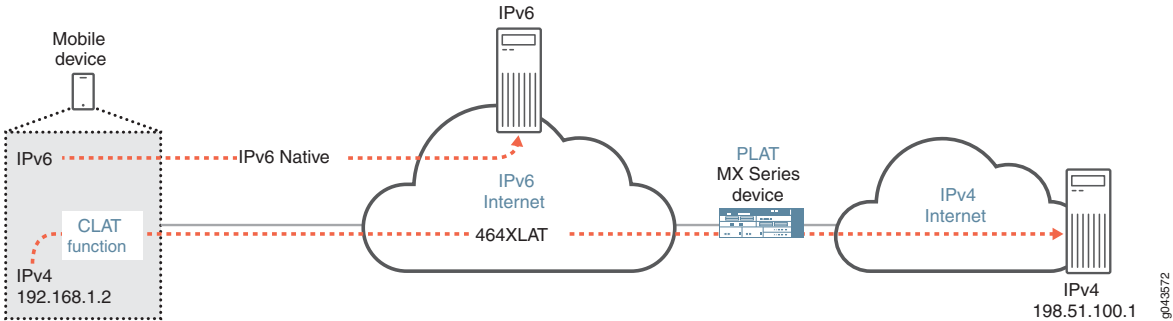 Mobile
device
IPv6
IPv6
IPv6 Native
CLAT
function
IPv4
192.168.1.2
IPv6
Internet
464XLAT
PLAT
MX Series
device
IPv4
Internet
IPv4
198.51.100.1
g043572